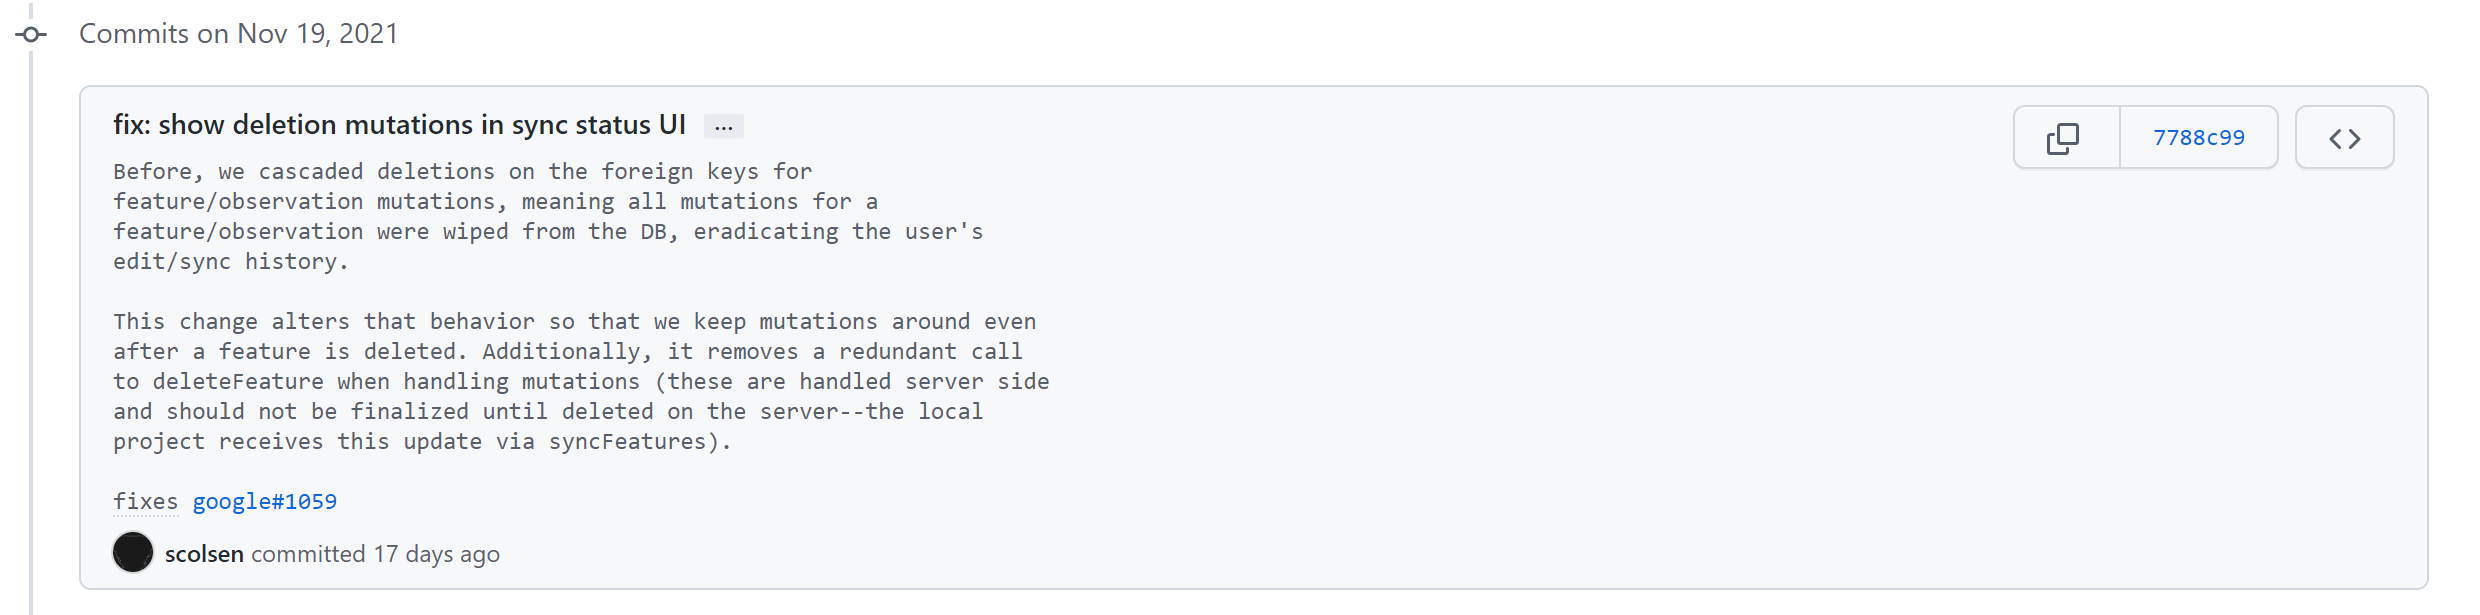 Commits on Nov 19, 2021
fix: show deletion mutations in sync status UI ...
7788c99
Before, we cascaded deletions on the foreign keys for
feature/observation mutations, meaning all mutations for a
feature/observation were wiped from the DB, eradicating the user's
edit/sync history.
This change alters that behavior so that we keep mutations around even
after a feature is deleted. Additionally, it removes a redundant call
to deleteFeature when handling mutations (these are handled server side
and should not be finalized until deleted on the server--the local
project receives this update via syncFeatures).
fixes google#1059
scolsen committed 17 days ago